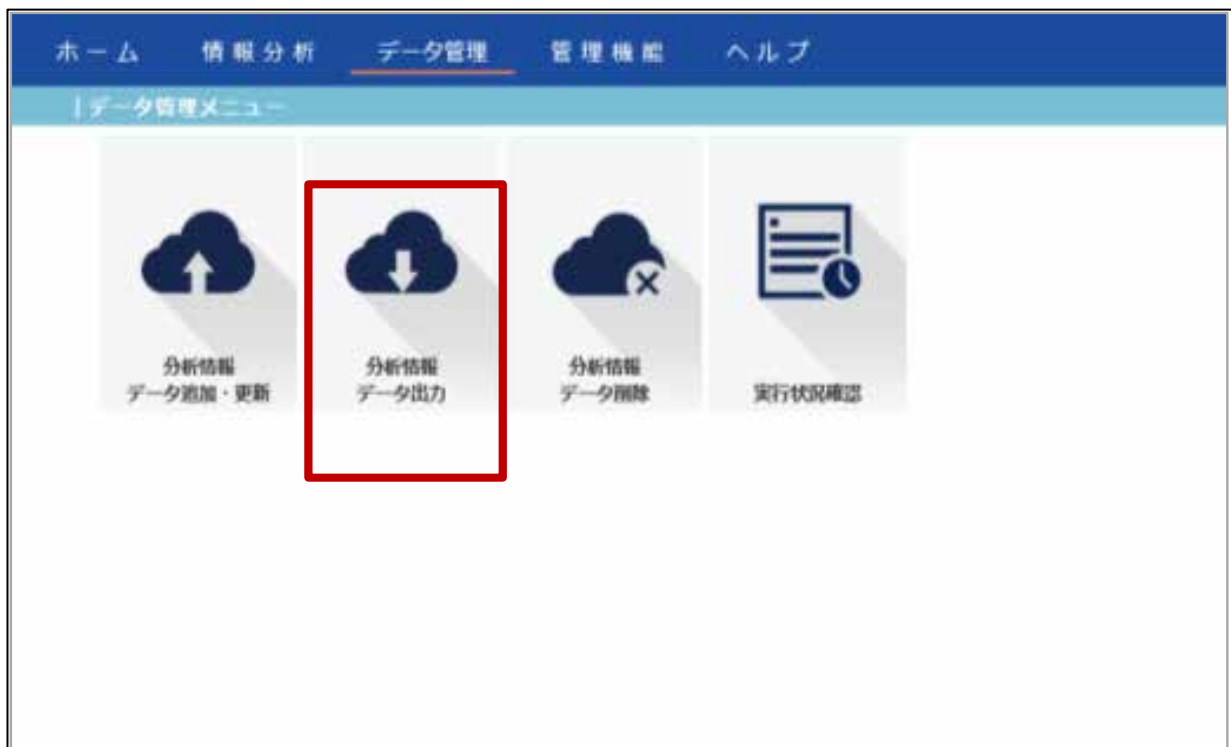 ホーム 情報分析 データ管理 管理機能 ヘルプ
|データ管理メニュー
分析情報
データ追加・更新
分析情報
データ出力
分析情報
データ削除
実行状況確認